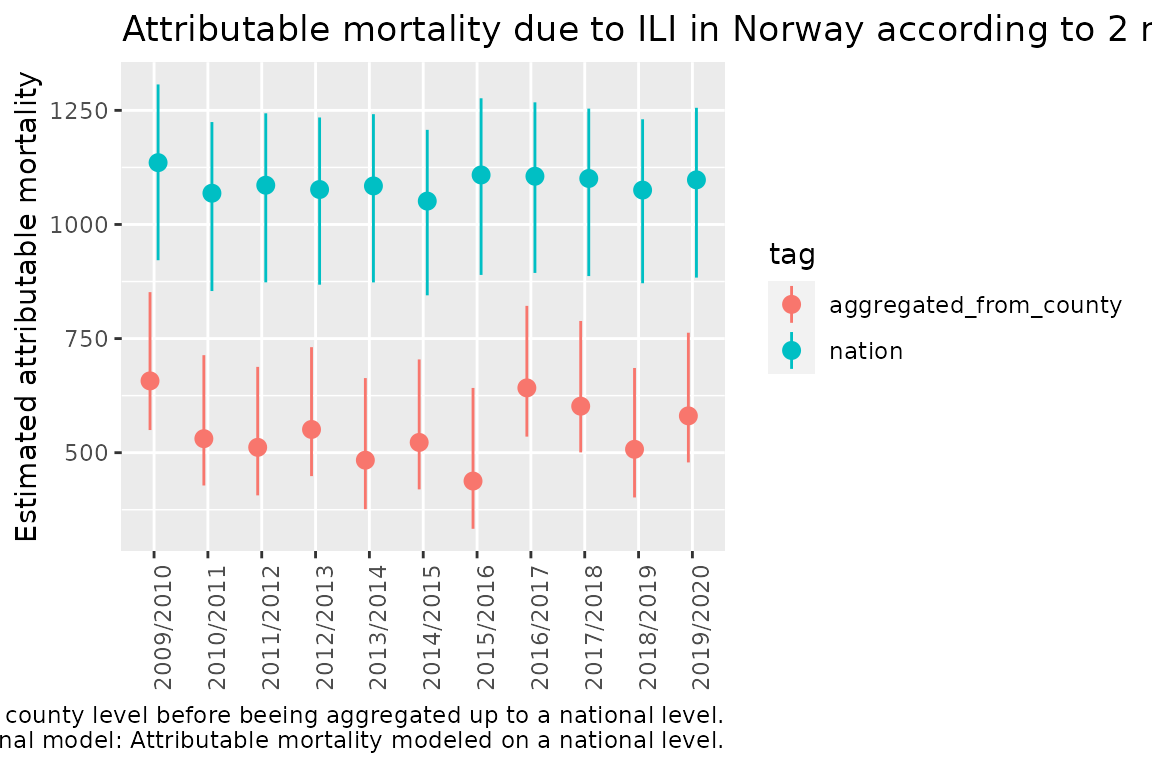 Attributable mortality due to ILI in Norway according to 2
Estimated attributable mortality
1250
1000
750
500
2009/2010
2010/2011
2011/2012
2012/2013
2013/2014
2014/2015
2015/2016
2016/2017
2017/2018
2018/2019
2019/2020
tag
aggregated_from_county
nation
county level before beeing aggregated up to a national level.
model: Attributable mortality modeled on a national level.